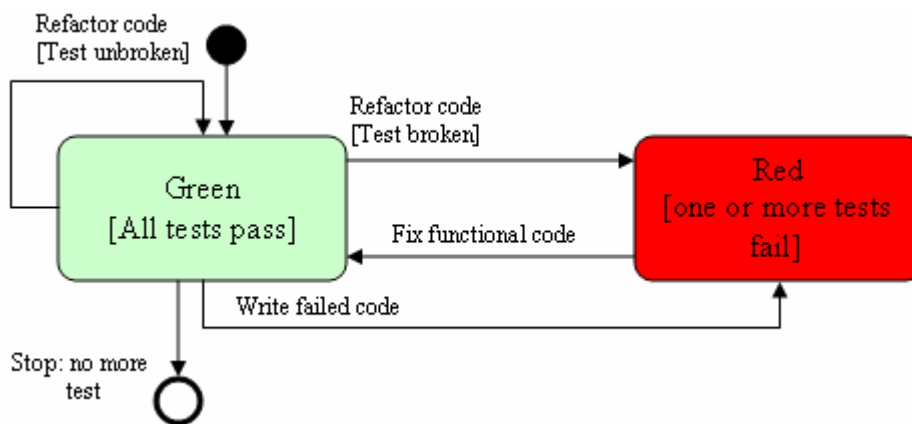 Refactor code
[Test unbroken]
Refactor code
[Test broken]
Green
[All tests pass]
Red
[one or more tests
fail]
Fix functional code
Write failed code
Stop: no more
test